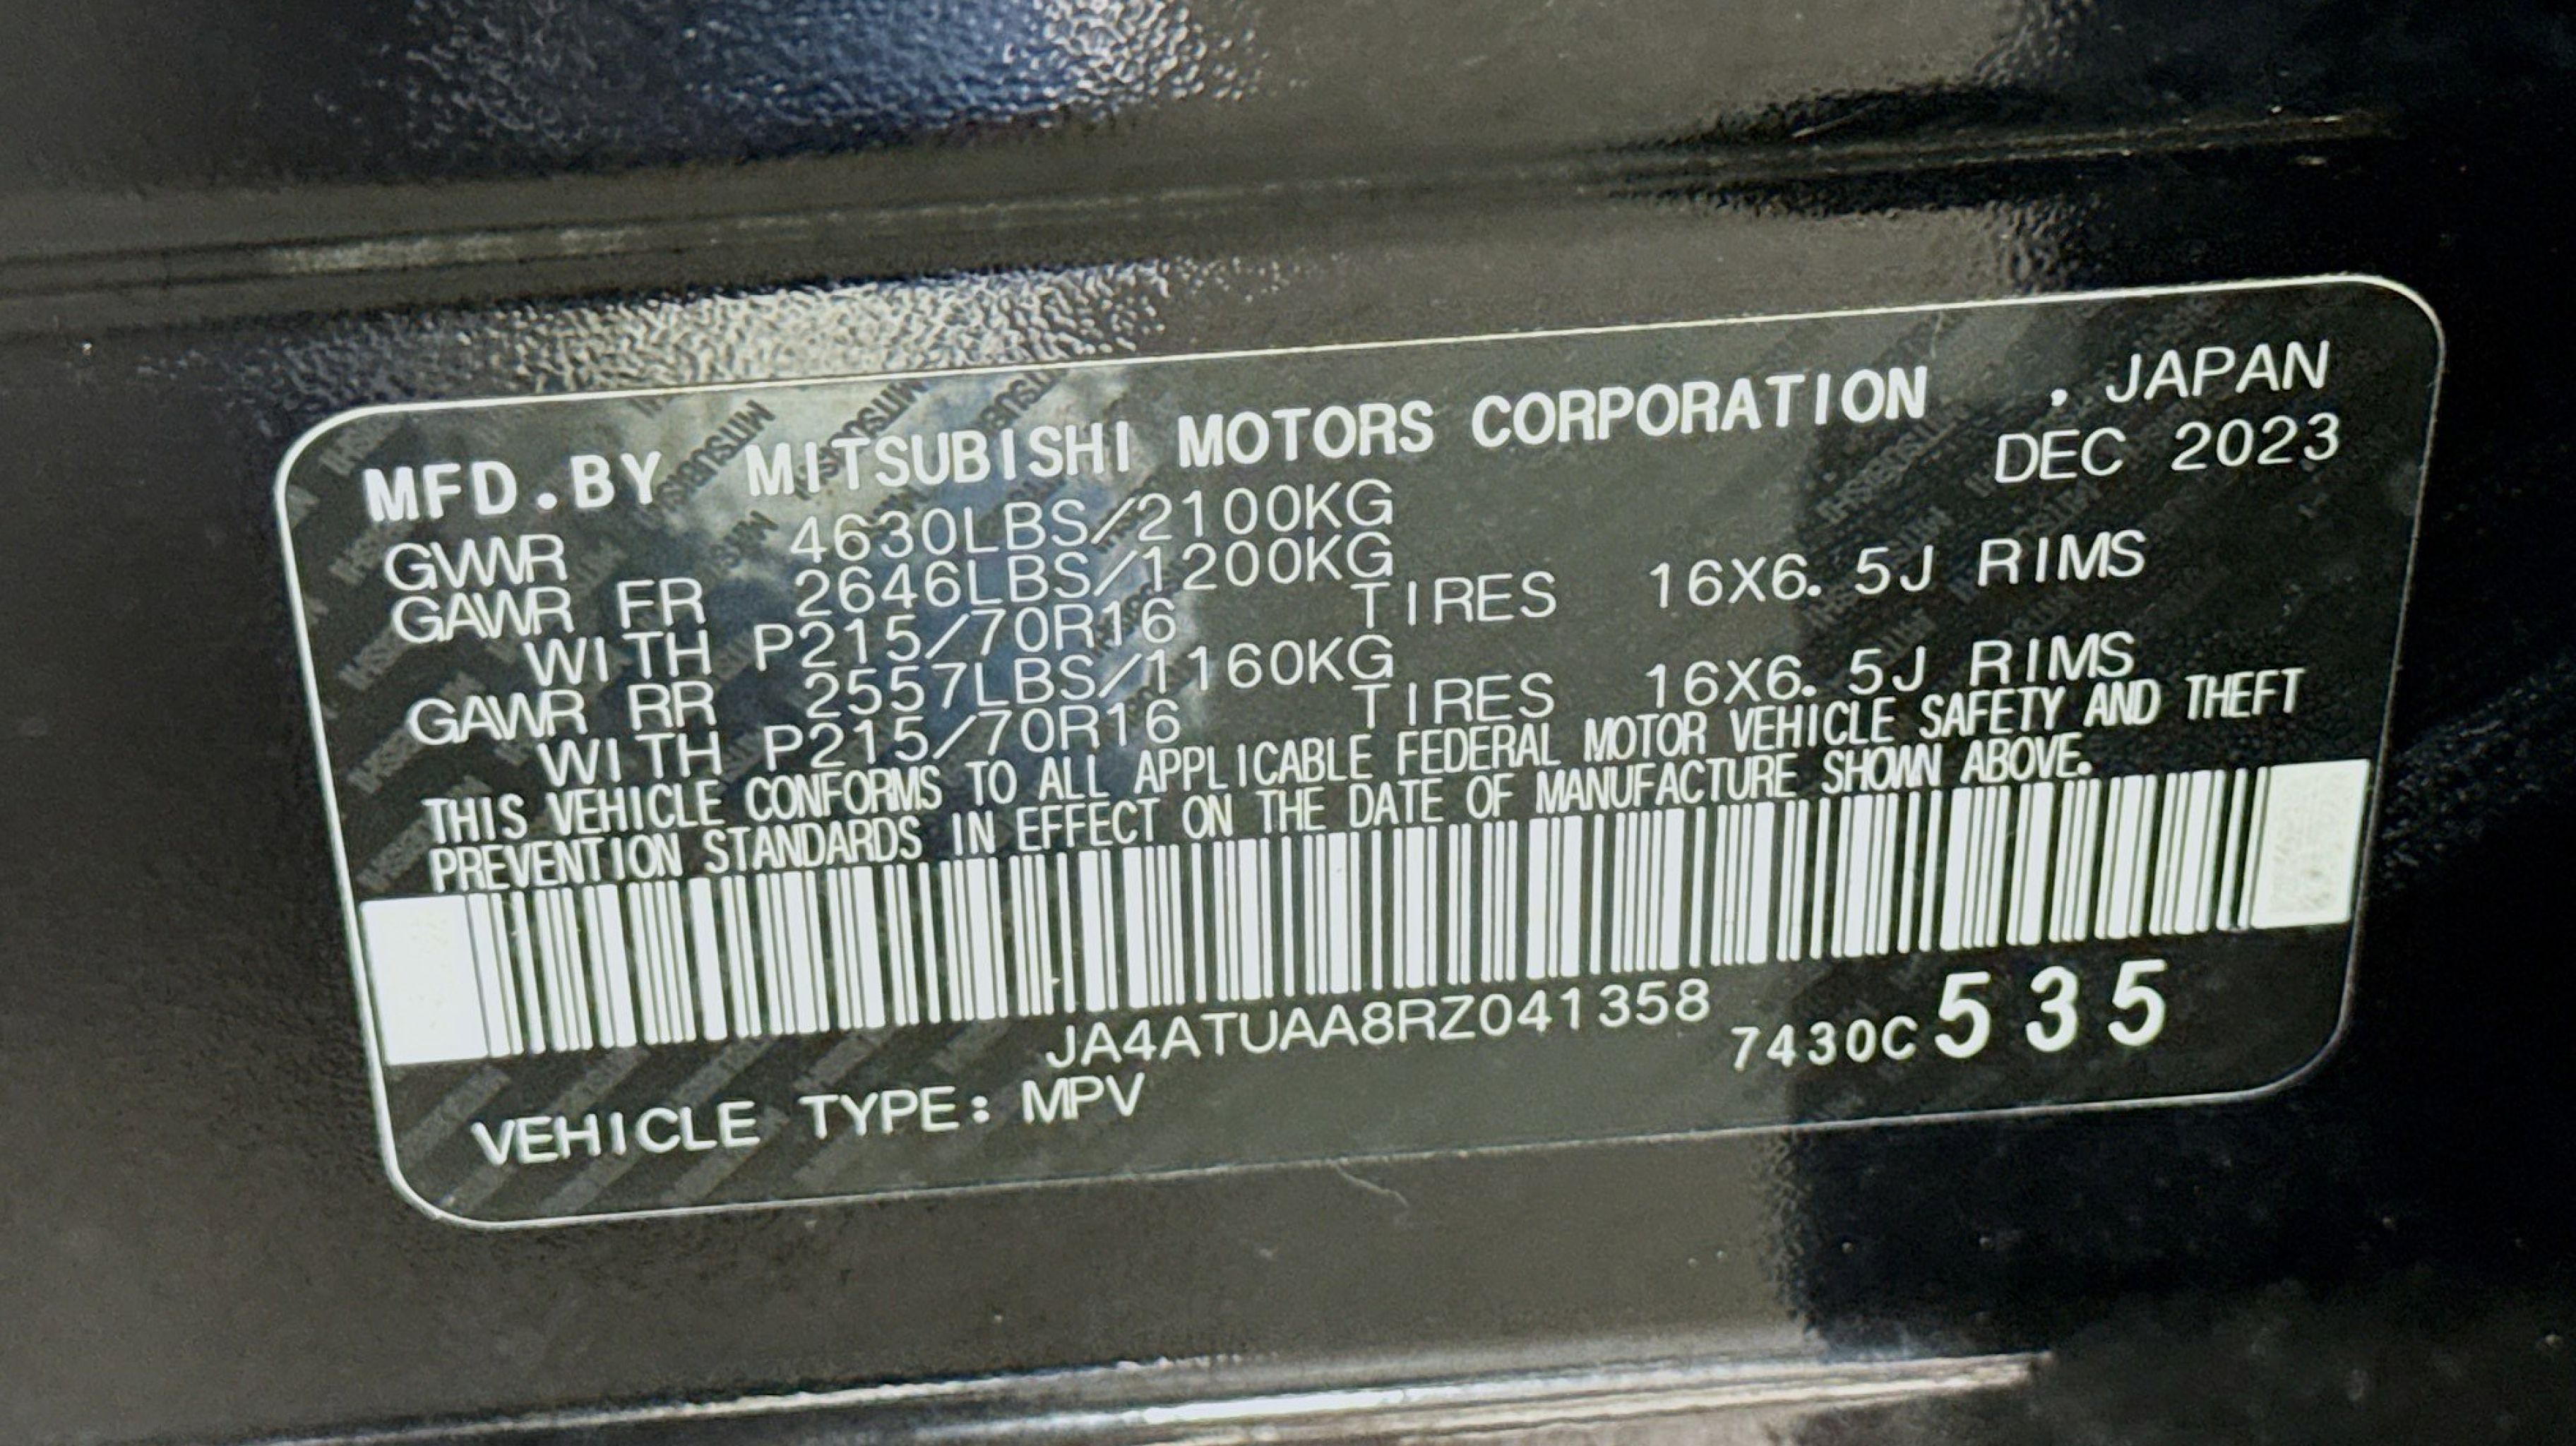 MFD.BY MITSUBISHI MOTORS CORPORATION , JAPAN
DEC 2023
GVWR 4630LBS/2100KG
GAWR FR 2646LBS/1200KG
WITH P215/70R16 TIRES 16X6.5J RIMS
GAWR RR 2557LBS/1160KG
WITH P215/70R16 TIRES 16X6.5J RIMS
THIS VEHICLE CONFORMS TO ALL APPLICABLE FEDERAL MOTOR VEHICLE SAFETY AND THEFT
PREVENTION STANDARDS IN EFFECT ON THE DATE OF MANUFACTURE SHOWN ABOVE.
JA4ATUAA8RZ041358
7430C535
VEHICLE TYPE: MPV